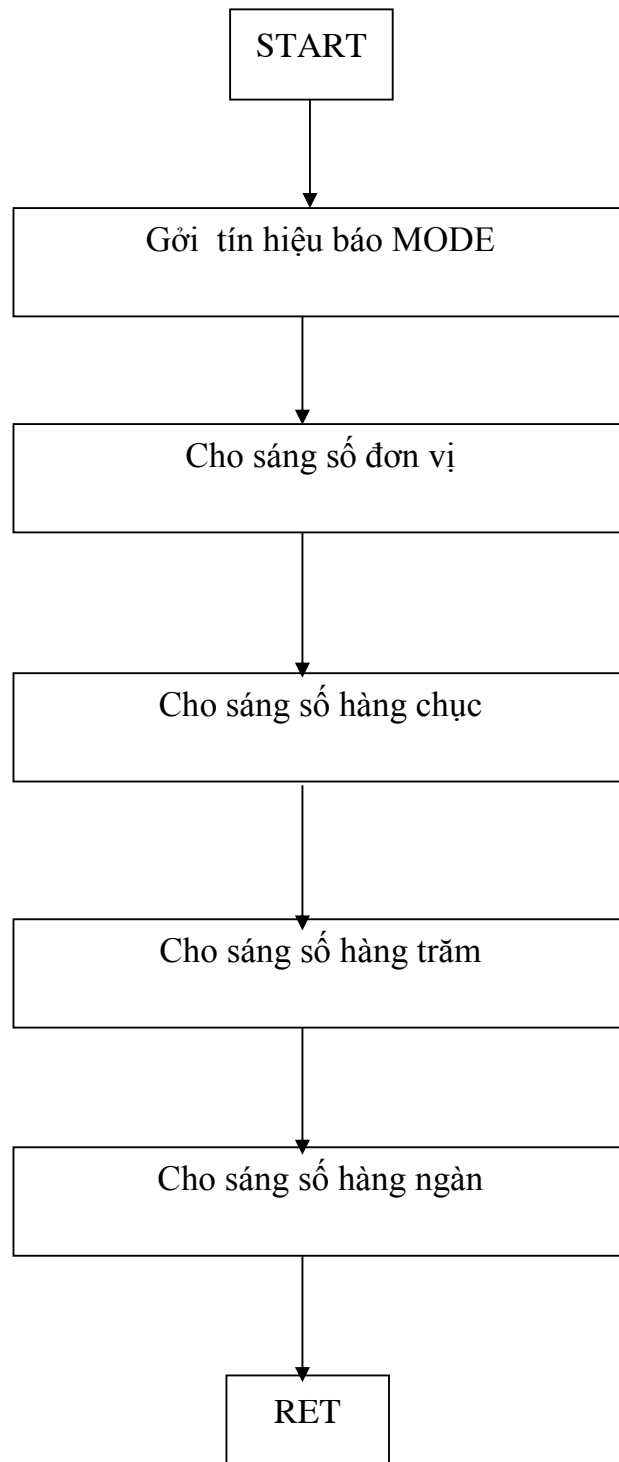 START
Gởi tín hiệu báo MODE
Cho sáng số đơn vị
Cho sáng số hàng chục
Cho sáng số hàng trăm
Cho sáng số hàng ngàn
RET